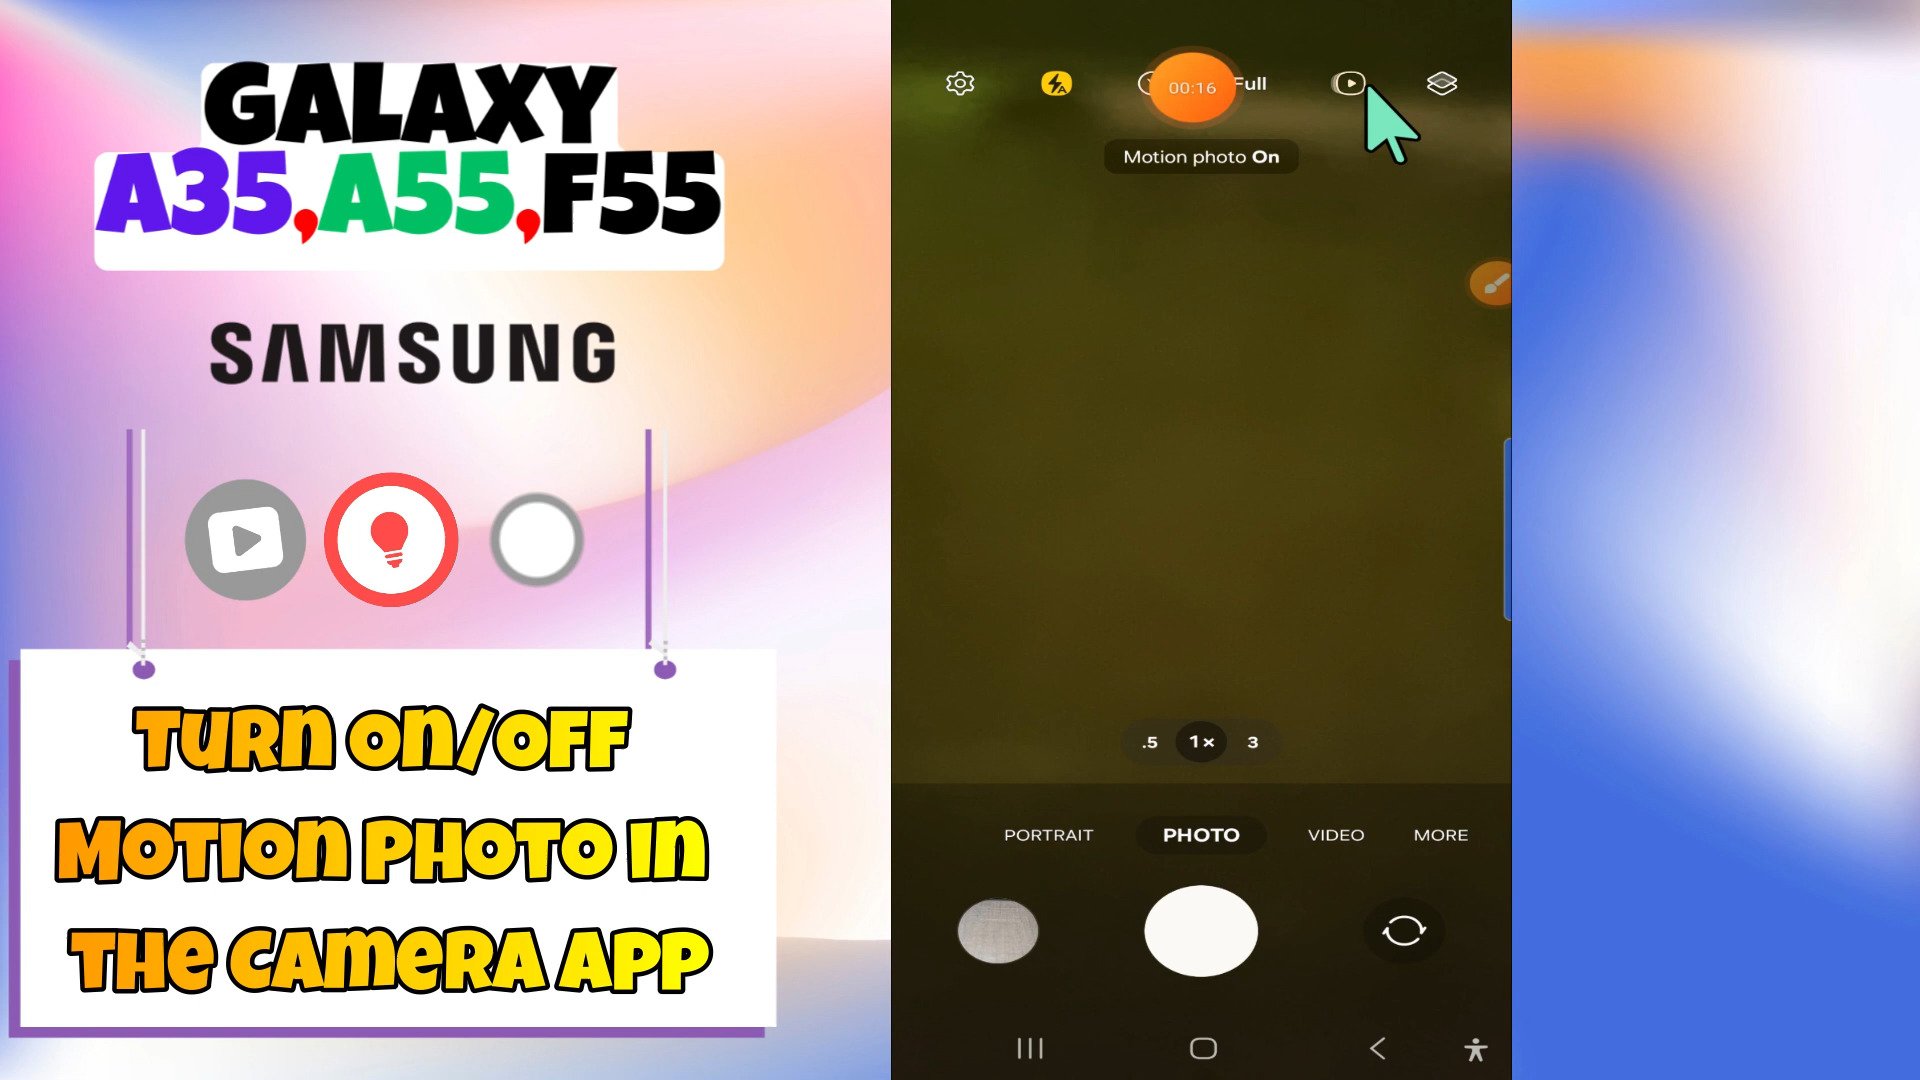 GALAXY
A35,A55,F55
SAMSUNG
TURN ON/OFF
MOTION PHOTO IN
THE CAMERA APP
00:16
Full
Motion photo On
.5 1× 3
PORTRAIT PHOTO VIDEO MORE